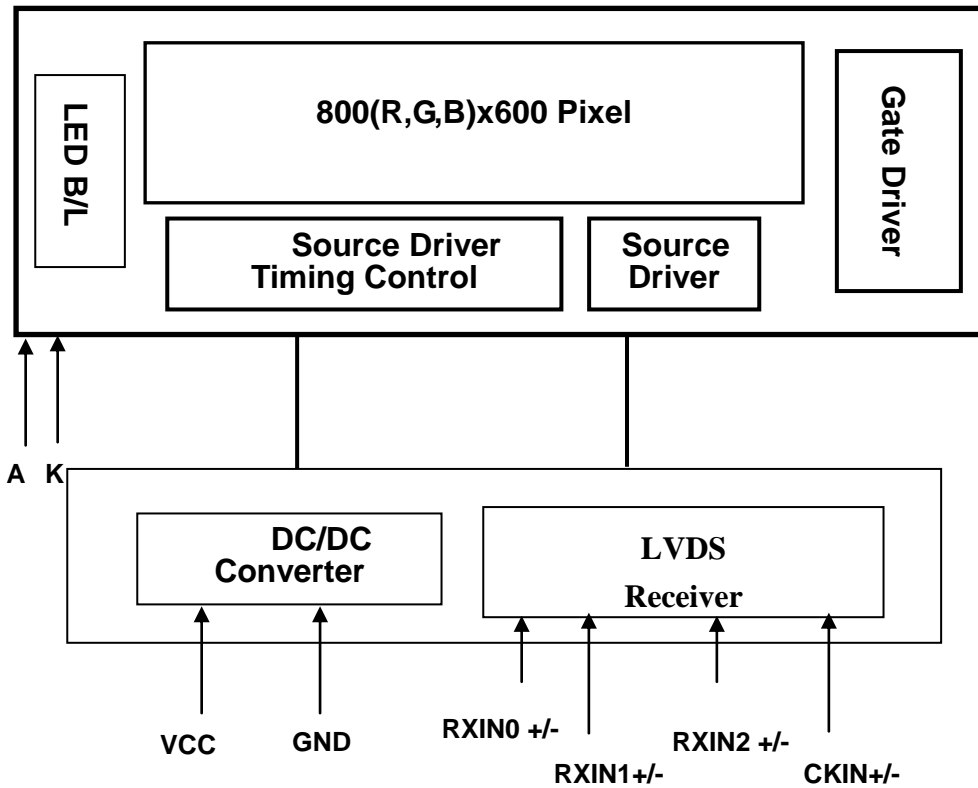 800(R,G,B)x600 Pixel
LED B/L
Gate Driver
Source Driver
Timing Control
Source
Driver
A K
DC/DC
Converter
LVDS
Receiver
VCC
GND
RXIN0 +/-
RXIN1+/-
RXIN2 +/-
CKIN+/-